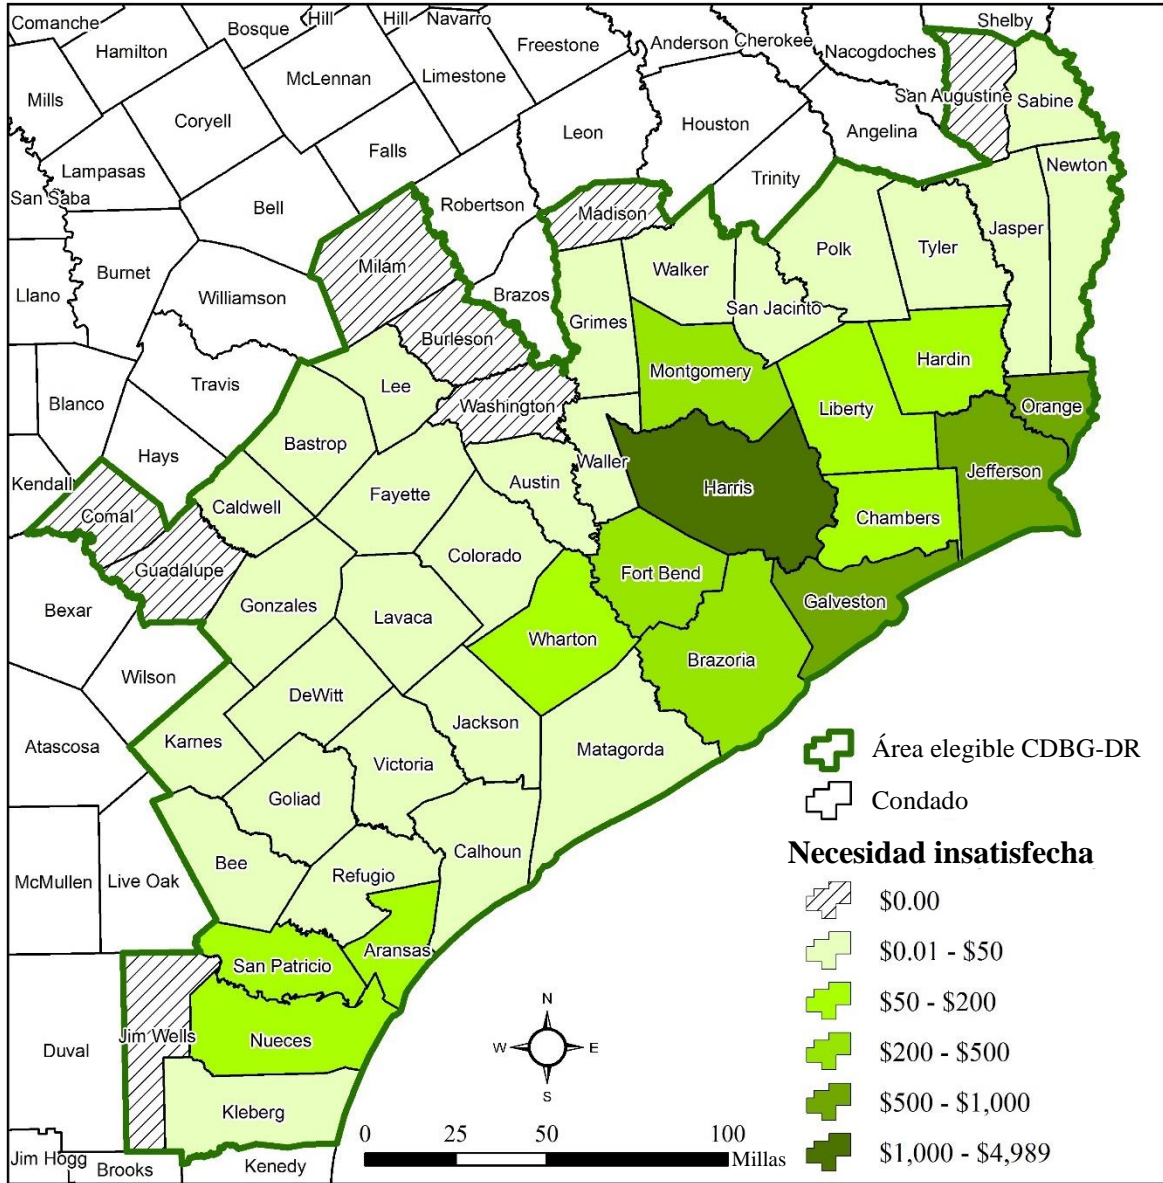 Comanche
Hamilton
Bosque
Hill
Hill
Navarro
Freestone
Anderson
Cherokee
Nacogdoches
Shelby
Mills
McLennan
Limestone
San Augustine
Sabine
Coryell
Leon
Houston
Angelina
Falls
Lampasas
San Saba
Trinity
Newton
Bell
Robertson
Madison
Jasper
Burnet
Milam
Polk
Tyler
Walker
Llano
Williamson
Brazos
San Jacinto
Grimes
Burleson
Hardin
Travis
Lee
Montgomery
Blanco
Washington
Liberty
Orange
Bastrop
Hays
Waller
Jefferson
Kendall
Fayette
Austin
Harris
Caldwell
Comal
Chambers
Colorado
Guadalupe
Fort Bend
Bexar
Gonzales
Lavaca
Galveston
Wharton
Brazoria
Wilson
DeWitt
Jackson
Karnes
Atascosa
Matagorda
Victoria
Goliad
Calhoun
Bee
Refugio
McMullen
Live Oak
Aransas
San Patricio
Jim Wells
Nueces
Duval
Kleberg
Jim Hogg
Brooks
Kenedy
Área elegible CDBG-DR
Condado
Necesidad insatisfecha
$0.00
$0.01 - $50
$50 - $200
$200 - $500
$500 - $1,000
$1,000 - $4,989
N
W E
S
0 25 50 100
Millas